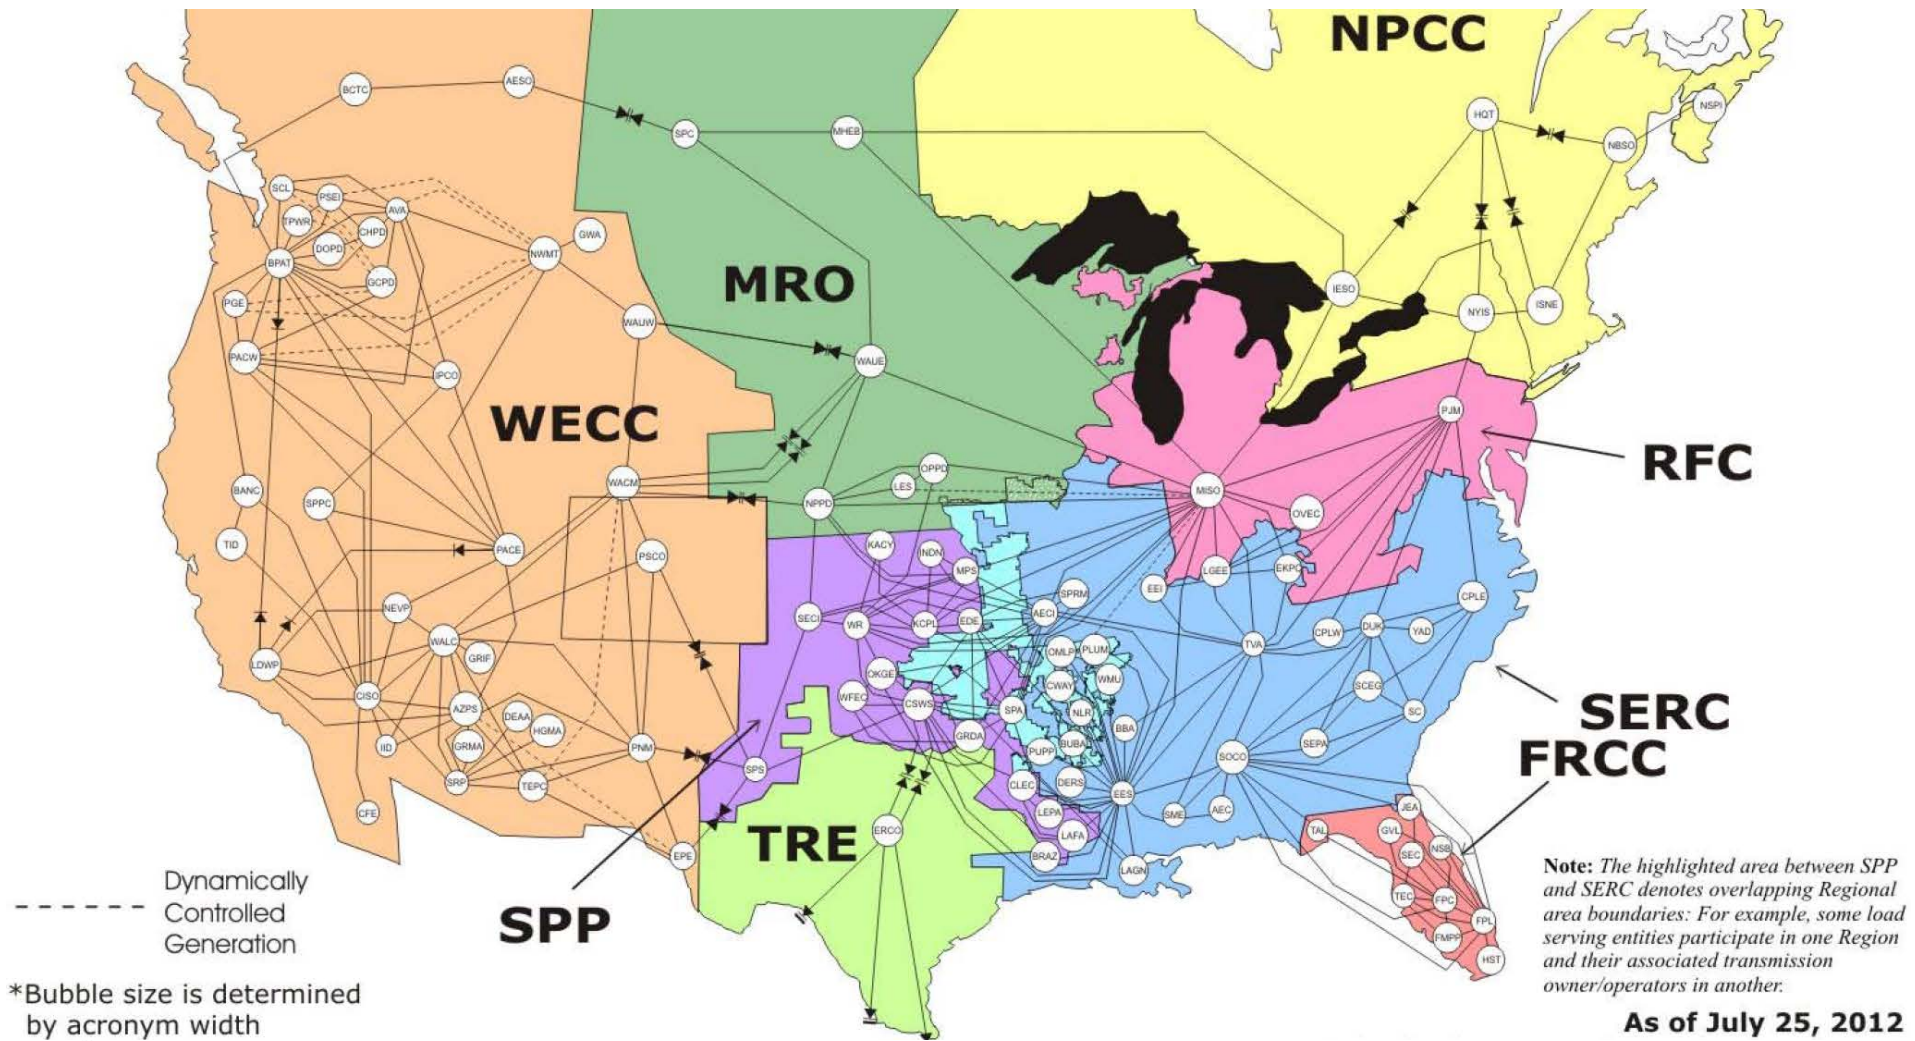 NPCC
BCTC
AESO
SPC
MHEB
HQT
NSPI
NBSO
SCL
PSEI
AVA
TPWR
CHPD
DOPD
GWA
NWMT
BPAT
GCPD
MRO
IESO
PGE
NYIS
ISNE
WAUW
PACW
WAUE
IPCO
WECC
PJM
RFC
OPPD
WACM
LES
BANC
SPPC
NPPD
MISO
OVEC
TID
PACE
PSCO
KACY
INDN
MPS
LGEE
EKPC
EEI
SPRM
CPLE
NEVP
SECI
WR
KCPL
EDE
AECI
CPLW
DUK
YAD
WALC
TVA
GRIF
OMLP
PLUM
LDWP
OKGE
CWAY
WMU
SCEG
CISO
WFEC
CSWS
SPA
NLR
SC
AZPS
DEAA
HGMA
BBA
SERC
GRMA
IID
PNM
GRDA
PUPP
BUBA
SEPA
SOCO
FRCC
SPS
SRP
TEPC
CLEC
DERS
EES
CFE
LEPA
SME
AEC
JEA
TRE
ERCO
LAFA
TAL
GVL
NSB
EPE
BRAZ
LAGN
SEC
TEC
FPC
FPL
FMPP
HST
SPP
Dynamically
Controlled
Generation
*Bubble size is determined
by acronym width
Note: The highlighted area between SPP
and SERC denotes overlapping Regional
area boundaries: For example, some load
serving entities participate in one Region
and their associated transmission
owner/operators in another.
As of July 25, 2012